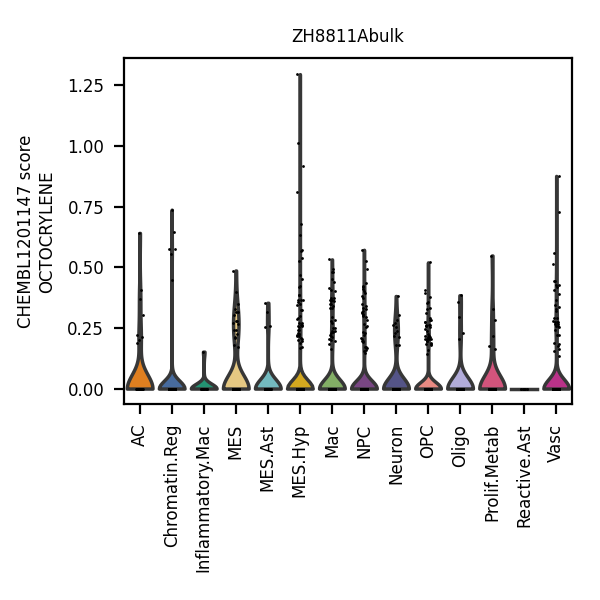 ZH8811Abulk
CHEMBL1201147 score
OCTOCRYLENE
1.25
1.00
0.75
0.50
0.25
0.00
AC
Chromatin.Reg
Inflammatory.Mac
MES
MES.Ast
MES.Hyp
Mac
NPC
Neuron
OPC
Oligo
Prolif.Metab
Reactive.Ast
Vasc